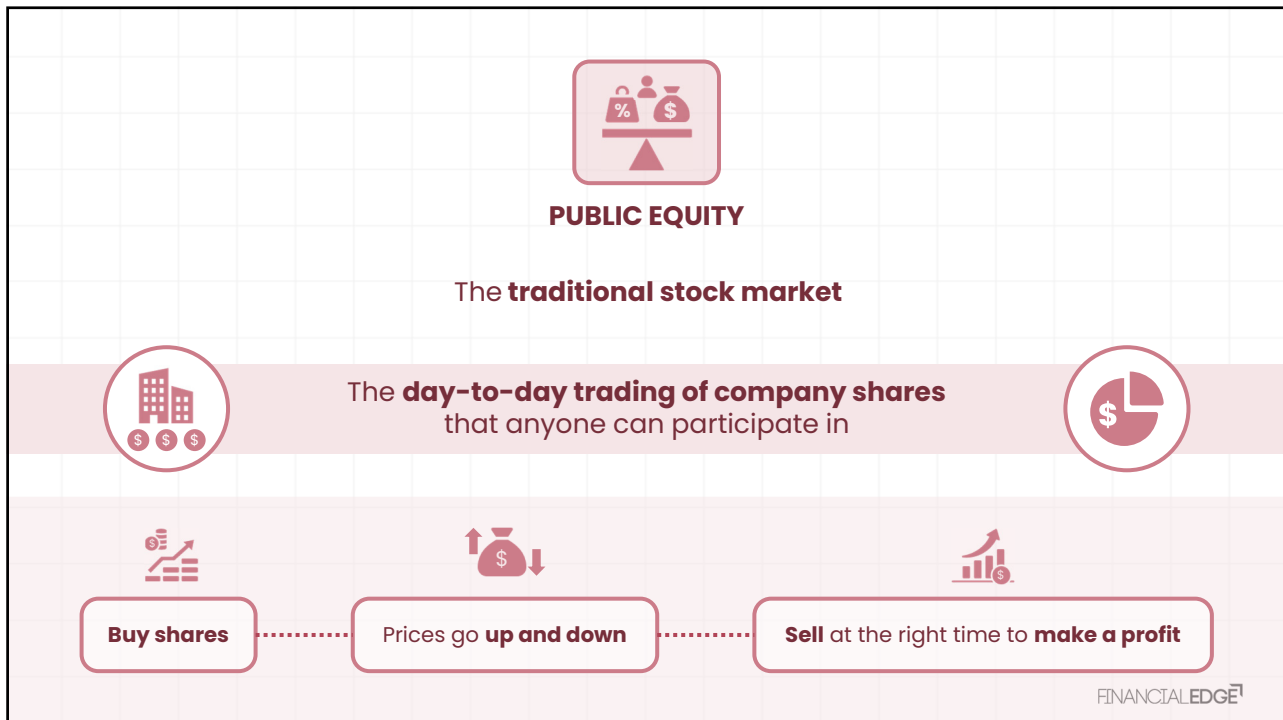 %
$
PUBLIC EQUITY
The traditional stock market
The day-to-day trading of company shares
that anyone can participate in
$ $ $
$
$
$
$
Buy shares
Prices go up and down
Sell at the right time to make a profit
FINANCIALEDGE